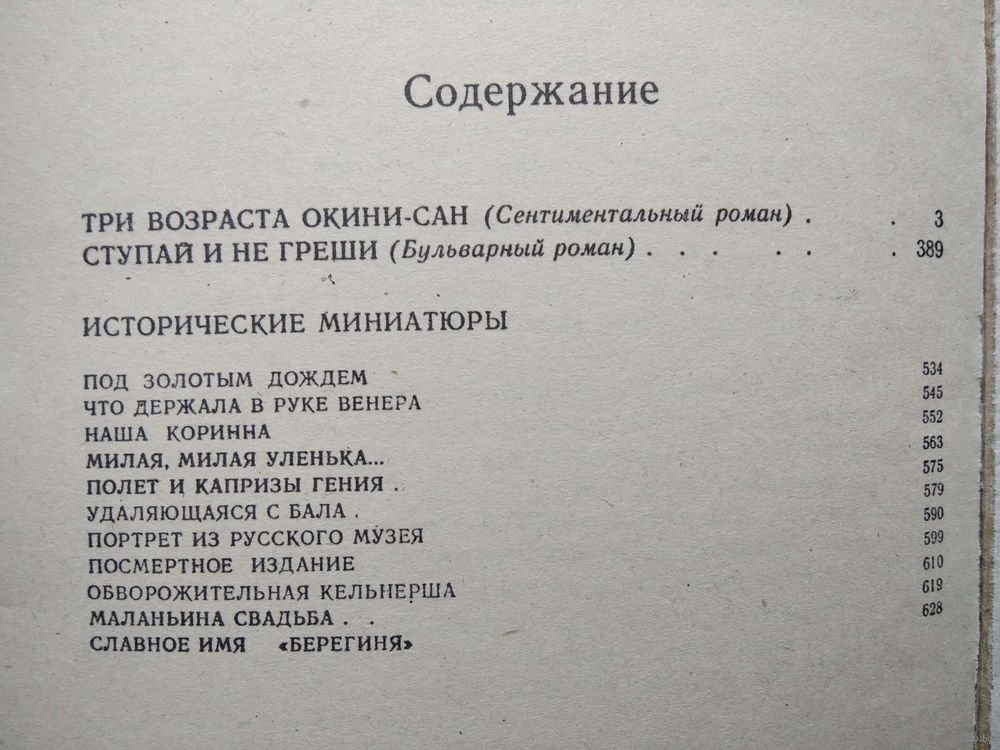 Содержание
ТРИ ВОЗРАСТА ОКИНИ-САН (Сентиментальный роман) . . 3
СТУПАЙ И НЕ ГРЕШИ (Бульварный роман) . . . . . . 389
ИСТОРИЧЕСКИЕ МИНИАТЮРЫ
ПОД ЗОЛОТЫМ ДОЖДЕМ 534
ЧТО ДЕРЖАЛА В РУКЕ ВЕНЕРА 545
НАША КОРИННА 552
МИЛАЯ, МИЛАЯ УЛЕНЬКА... 563
ПОЛЕТ И КАПРИЗЫ ГЕНИЯ . 575
УДАЛЯЮЩАЯСЯ С БАЛА . 579
ПОРТРЕТ ИЗ РУССКОГО МУЗЕЯ 590
ПОСМЕРТНОЕ ИЗДАНИЕ 599
ОБВОРОЖИТЕЛЬНАЯ КЕЛЬНЕРША 610
МАЛАНЬИНА СВАДЬБА . . 619
СЛАВНОЕ ИМЯ «БЕРЕГИНЯ» 628